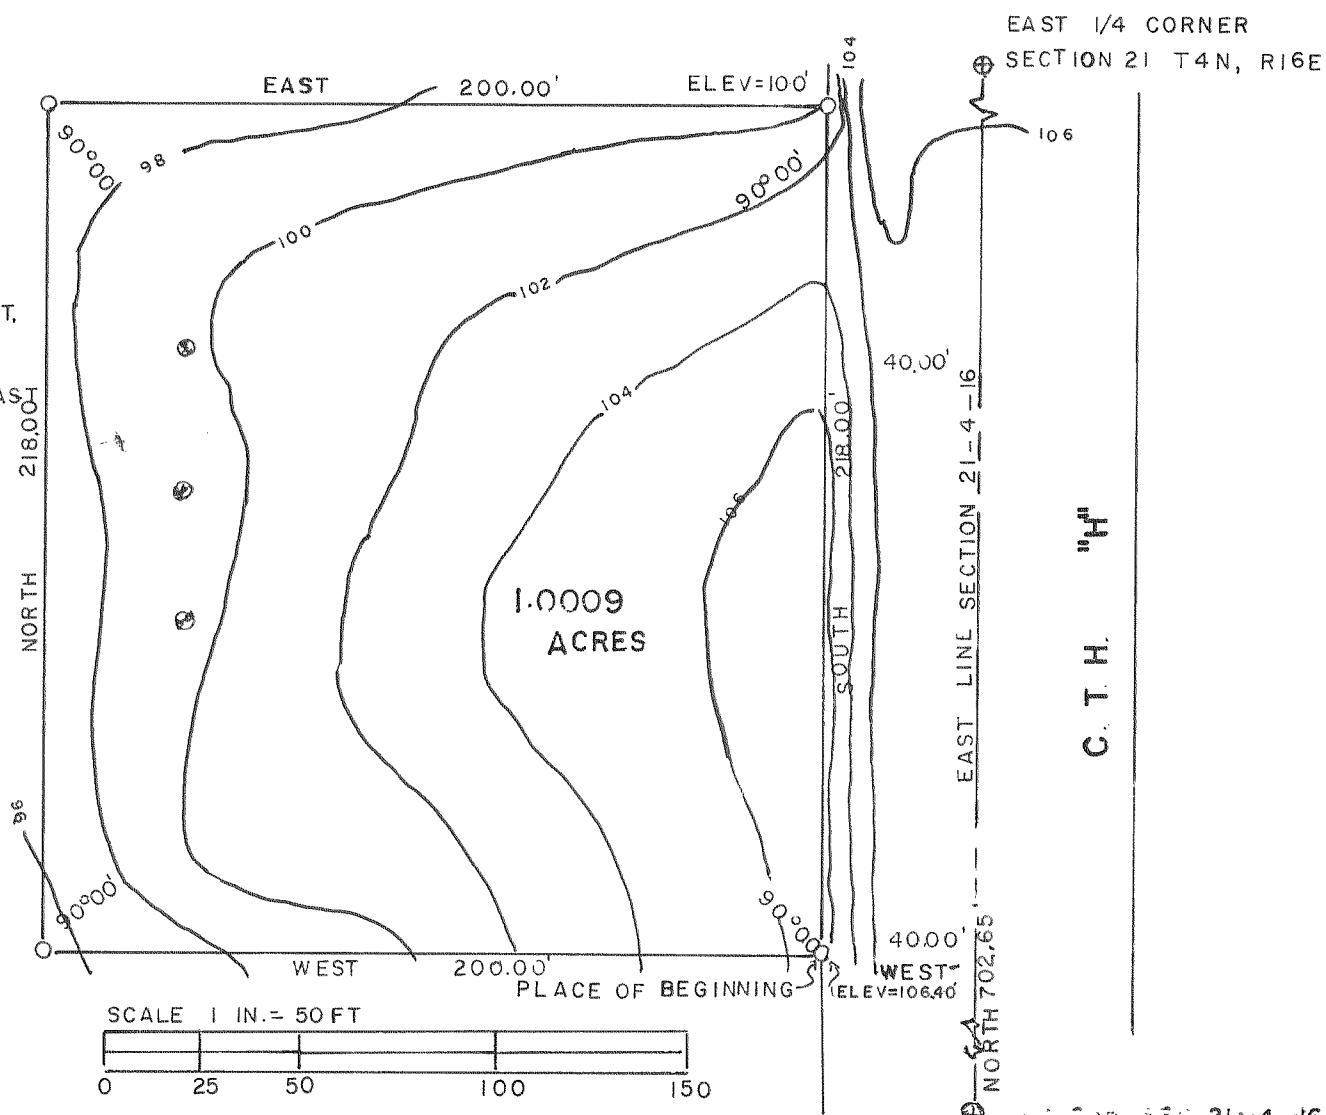 EAST 1/4 CORNER
SECTION 21 T4N, R16E
104
EAST 200.00' ELEV=100'
90°00'
98
106
90°00'
100
102
T,
40.00'
AST
218.00'
104
218.00'
106
EAST LINE SECTION 21-4-16
"H"
C. T. H.
NORTH
1.0009
ACRES
SOUTH
96
90°00'
90°00'
40.00'
WEST 200.00'
WEST
PLACE OF BEGINNING
ELEV=106.40'
NORTH 702.65'
SCALE 1 IN.= 50 FT
0 25 50 100 150